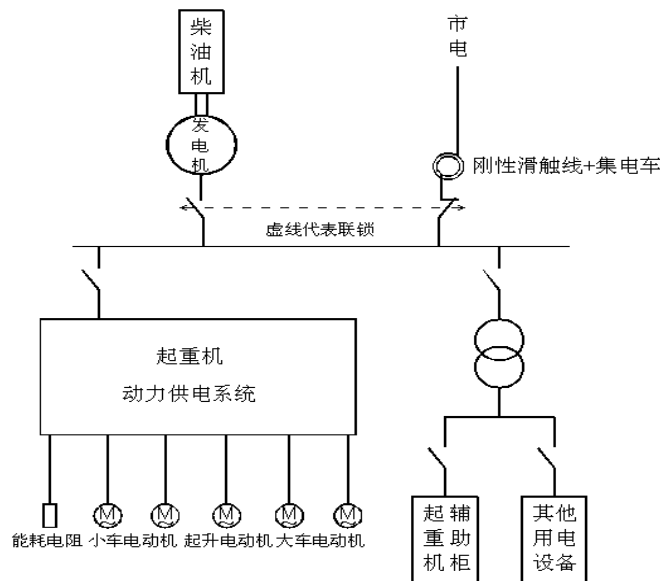 柴油机
市电
发电机
刚性滑触线+集电车
虚线代表联锁
起重机
动力供电系统
M M M M M
能耗电阻 小车电动机 起升电动机 大车电动机
起重机辅助柜
其他用电设备